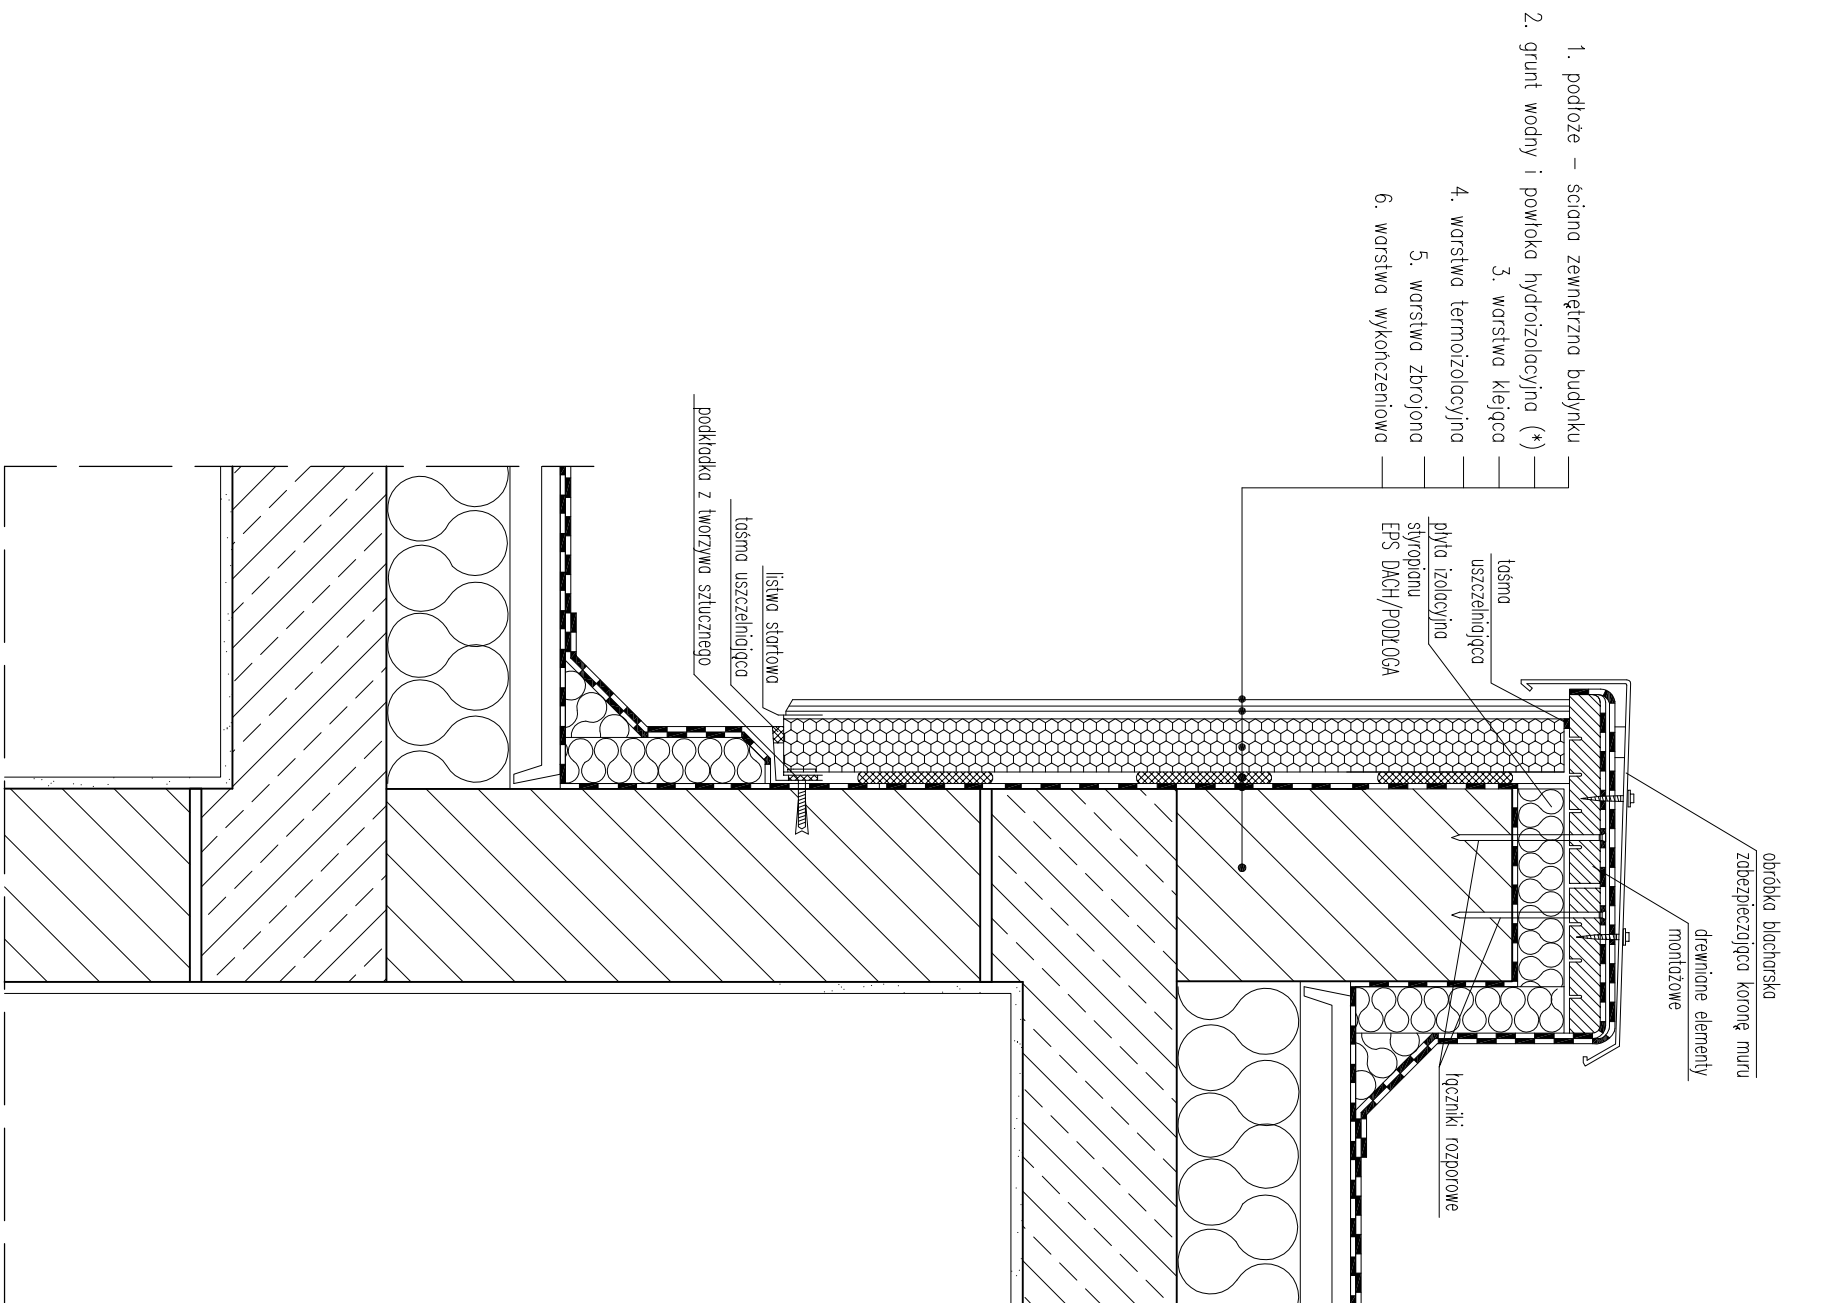 1. podłoże – ściana zewnętrzna budynku
2. grunt wodny i powłoka hydroizolacyjna (*)
3. warstwa klejąca
4. warstwa termoizolacyjna
5. warstwa zbrojona
6. warstwa wykończeniowa
obróbka blacharska
zabezpieczająca koronę muru
drewniane elementy
montażowe
taśma
uszczelniająca
płyta izolacyjna
styropianu
EPS DACH/PODŁOGA
łączniki rozporowe
listwa startowa
taśma uszczelniająca
podkładka z tworzywa sztucznego